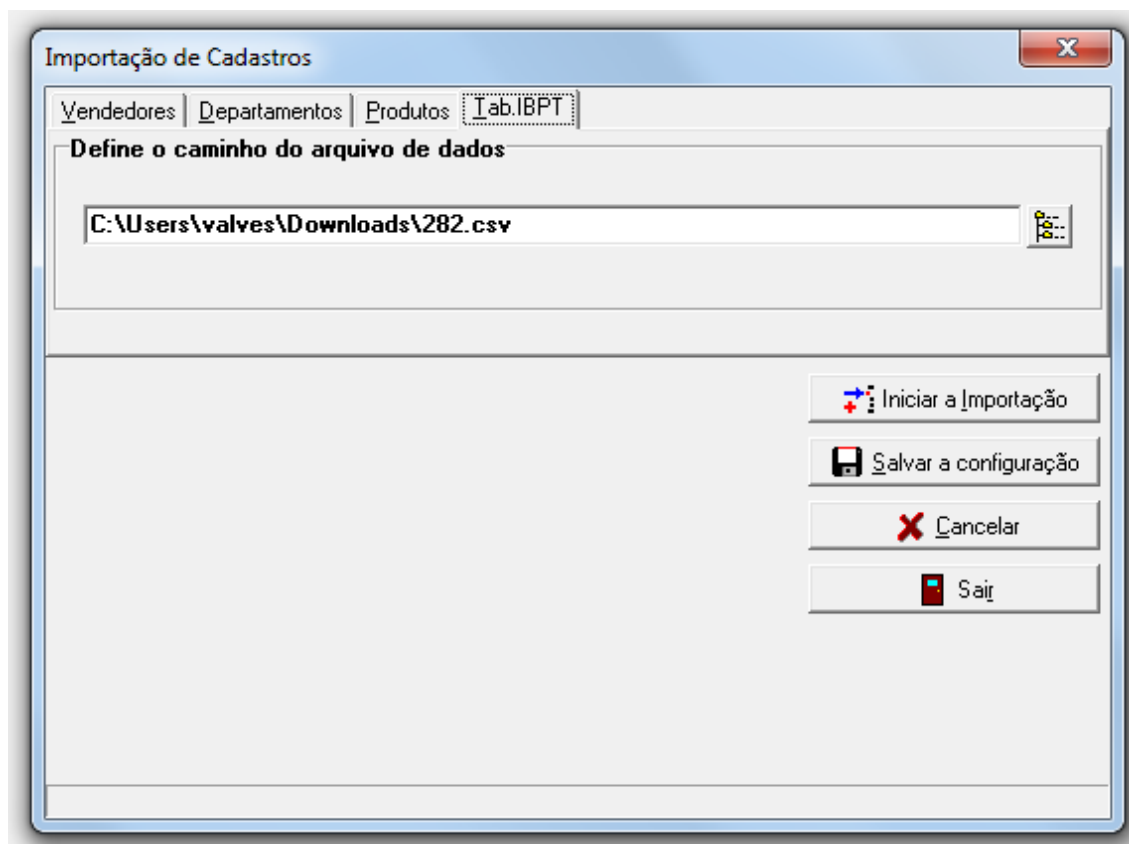 Importação de Cadastros
Vendedores Departamentos Produtos Tab.IBPT
Define o caminho do arquivo de dados
C:\Users\valves\Downloads\282.csv
Iniciar a Importação
Salvar a configuração
Cancelar
Sair